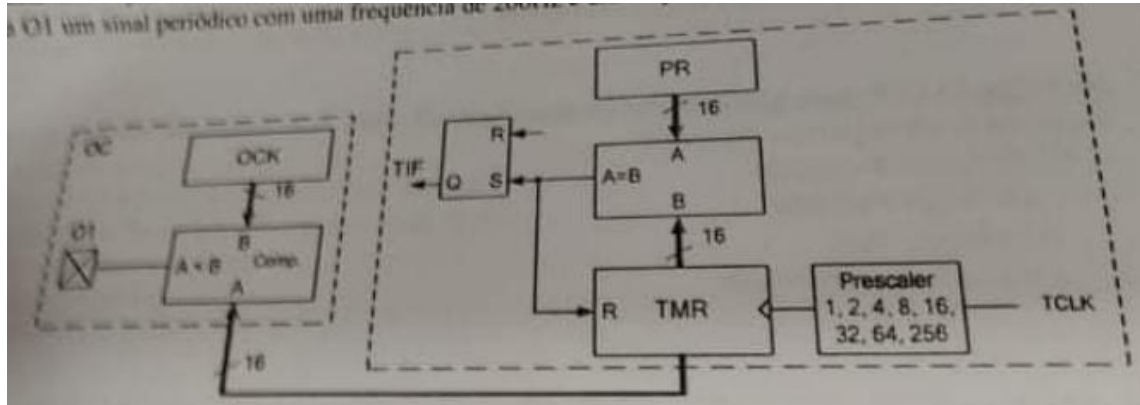 O1 um sinal periódico com uma frequência de 200Hz e
PR
16
A
A=B
B
16
R
TIF
Q S
OC
OCK
16
O1
B
A < B Comp.
A
16
R TMR
Prescaler
1, 2, 4, 8, 16,
32, 64, 256
TCLK